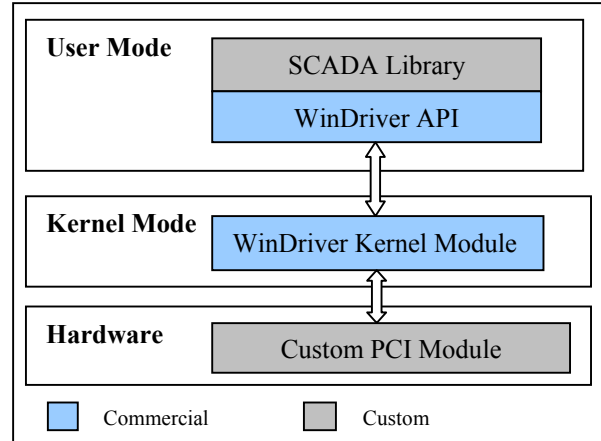 User Mode
SCADA Library
WinDriver API
Kernel Mode
WinDriver Kernel Module
Hardware
Custom PCI Module
Commercial
Custom